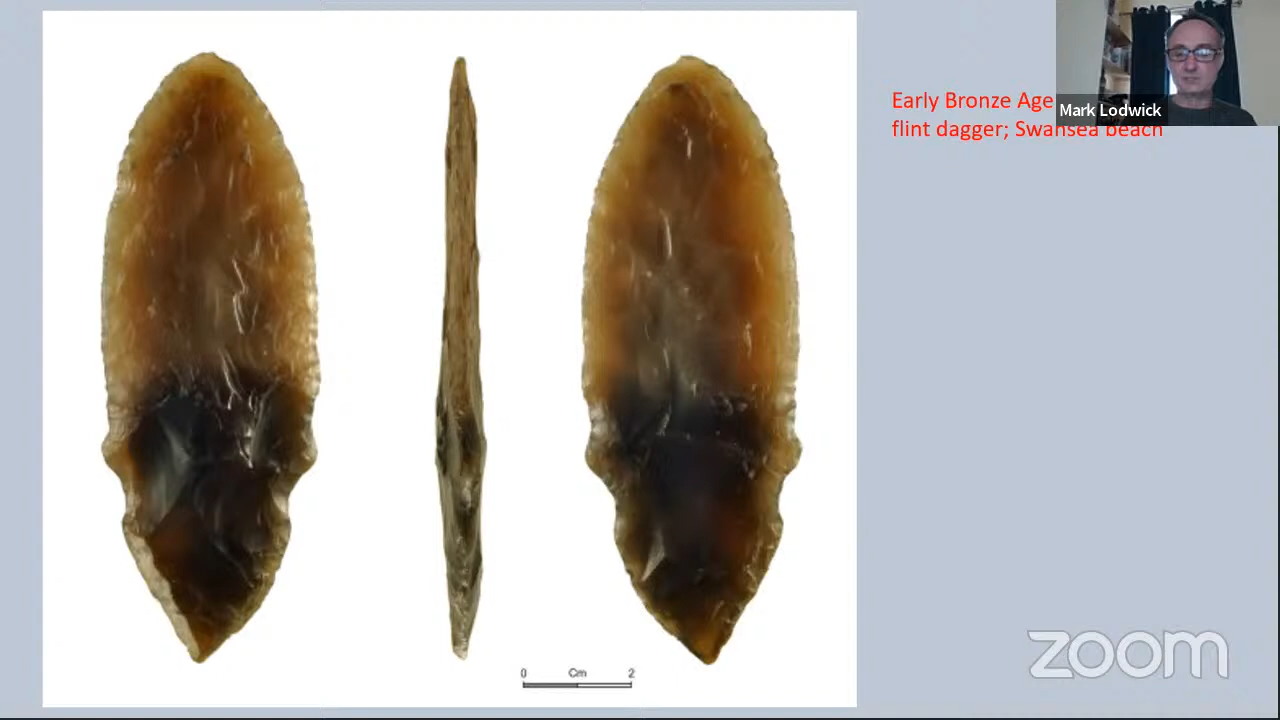 Early Bronze Age
flint dagger; Swansea beach
Mark Lodwick
0 Cm 2
zoom